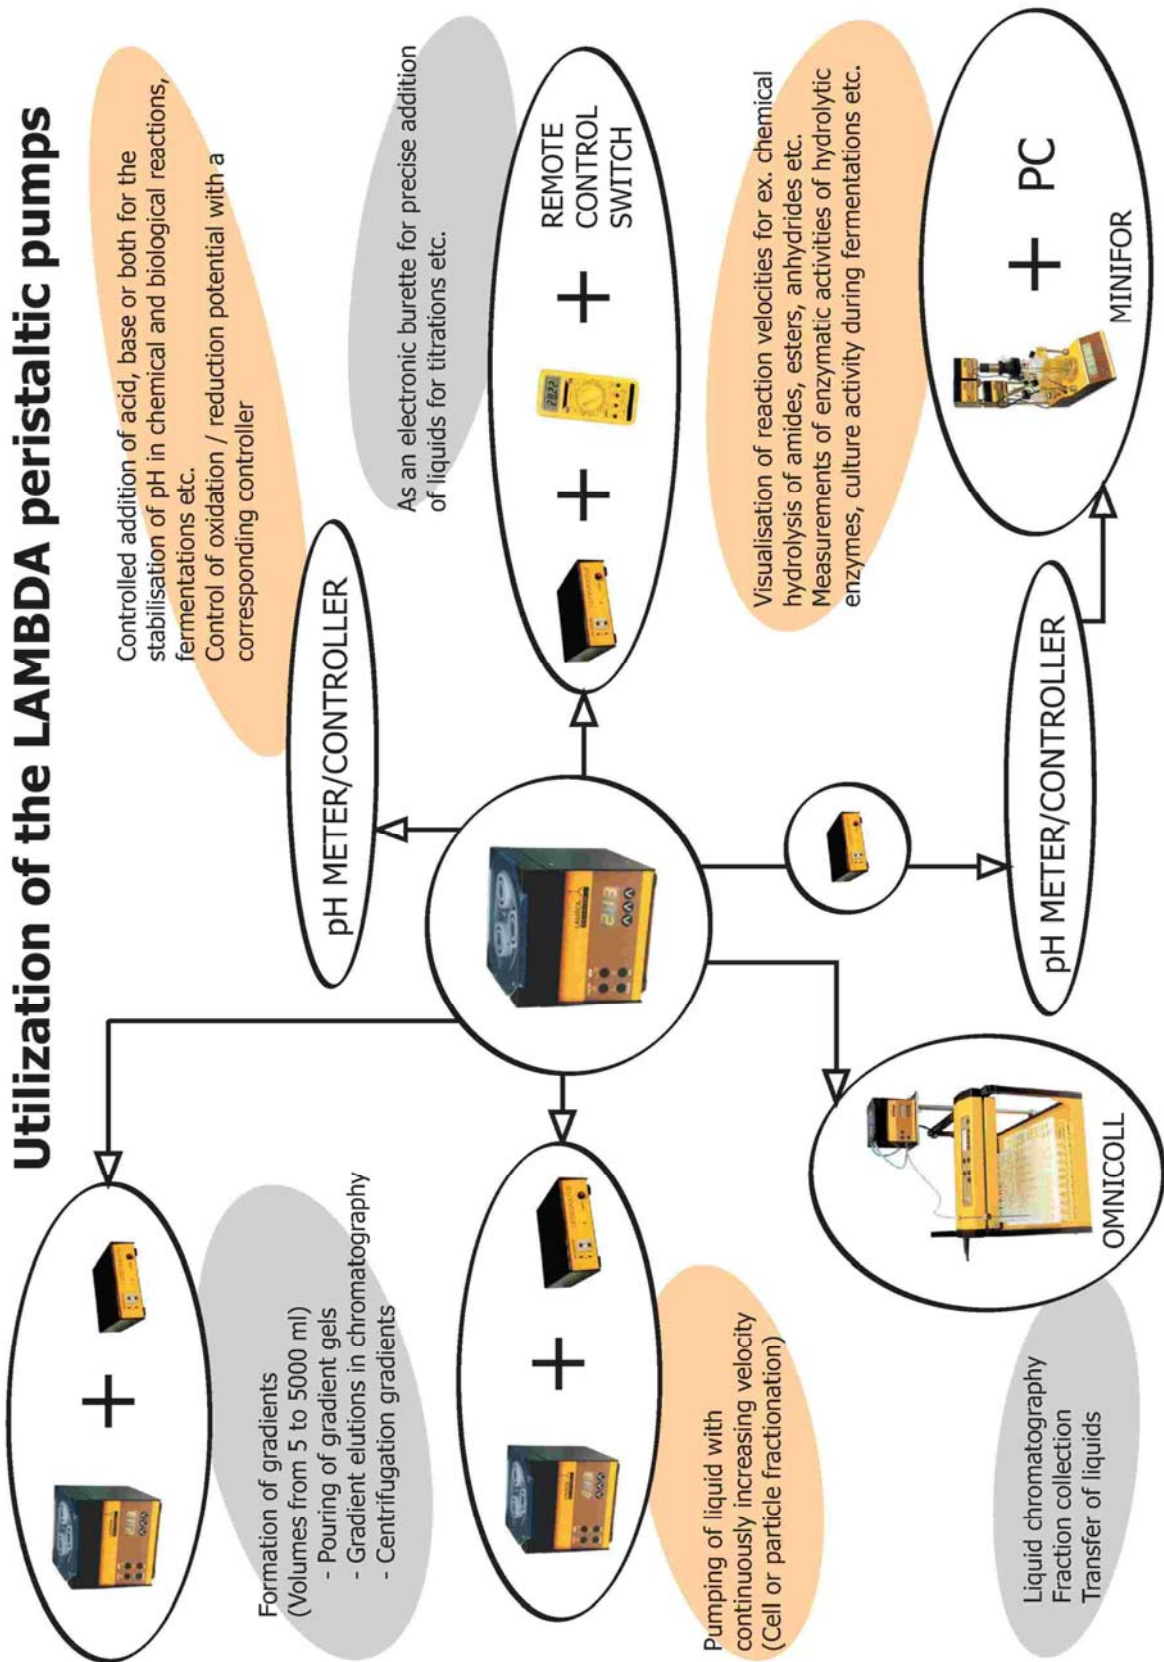 Utilization of the LAMBDA peristaltic pumps
Formation of gradients
(Volumes from 5 to 5000 ml)
- Pouring of gradient gels
- Gradient elutions in chromatography
- Centrifugation gradients
Controlled addition of acid, base or both for the
stabilisation of pH in chemical and biological reactions,
fermentations etc.
Control of oxidation / reduction potential with a
corresponding controller
pH METER/CONTROLLER
As an electronic burette for precise addition
of liquids for titrations etc.
REMOTE
CONTROL
SWITCH
Pumping of liquid with
continuously increasing velocity
(Cell or particle fractionation)
Visualisation of reaction velocities for ex. chemical
hydrolysis of amides, esters, anhydrides etc.
Measurements of enzymatic activities of hydrolytic
enzymes, culture activity during fermentations etc.
pH METER/CONTROLLER
+ PC
MINIFOR
OMNICOLL
Liquid chromatography
Fraction collection
Transfer of liquids